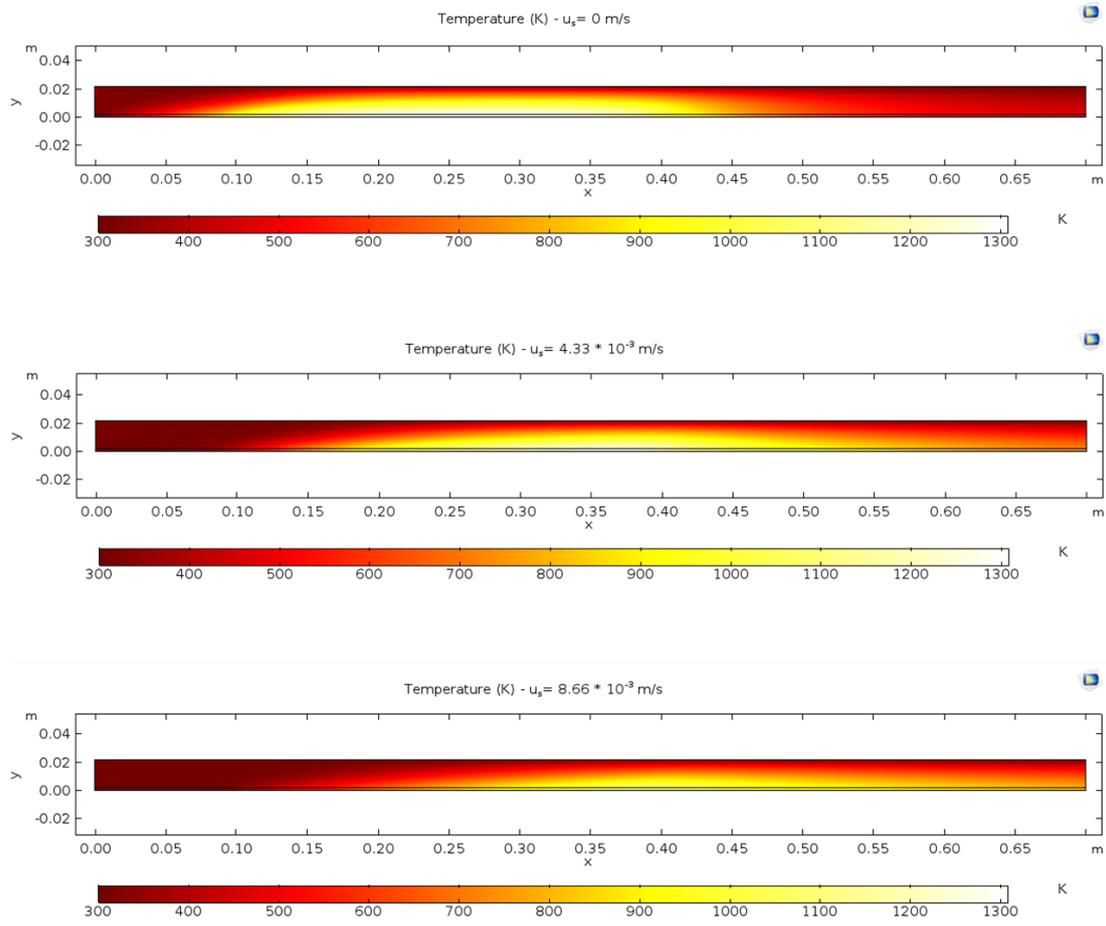 Temperature (K) - uₛ= 0 m/s
m
0.04
0.02
0.00
-0.02
y
0.00 0.05 0.10 0.15 0.20 0.25 0.30 0.35 0.40 0.45 0.50 0.55 0.60 0.65 m
x
K
300 400 500 600 700 800 900 1000 1100 1200 1300
Temperature (K) - uₛ= 4.33 * 10⁻³ m/s
m
0.04
0.02
0.00
-0.02
y
0.00 0.05 0.10 0.15 0.20 0.25 0.30 0.35 0.40 0.45 0.50 0.55 0.60 0.65 m
x
K
300 400 500 600 700 800 900 1000 1100 1200 1300
Temperature (K) - uₛ= 8.66 * 10⁻³ m/s
m
0.04
0.02
0.00
-0.02
y
0.00 0.05 0.10 0.15 0.20 0.25 0.30 0.35 0.40 0.45 0.50 0.55 0.60 0.65 m
x
K
300 400 500 600 700 800 900 1000 1100 1200 1300